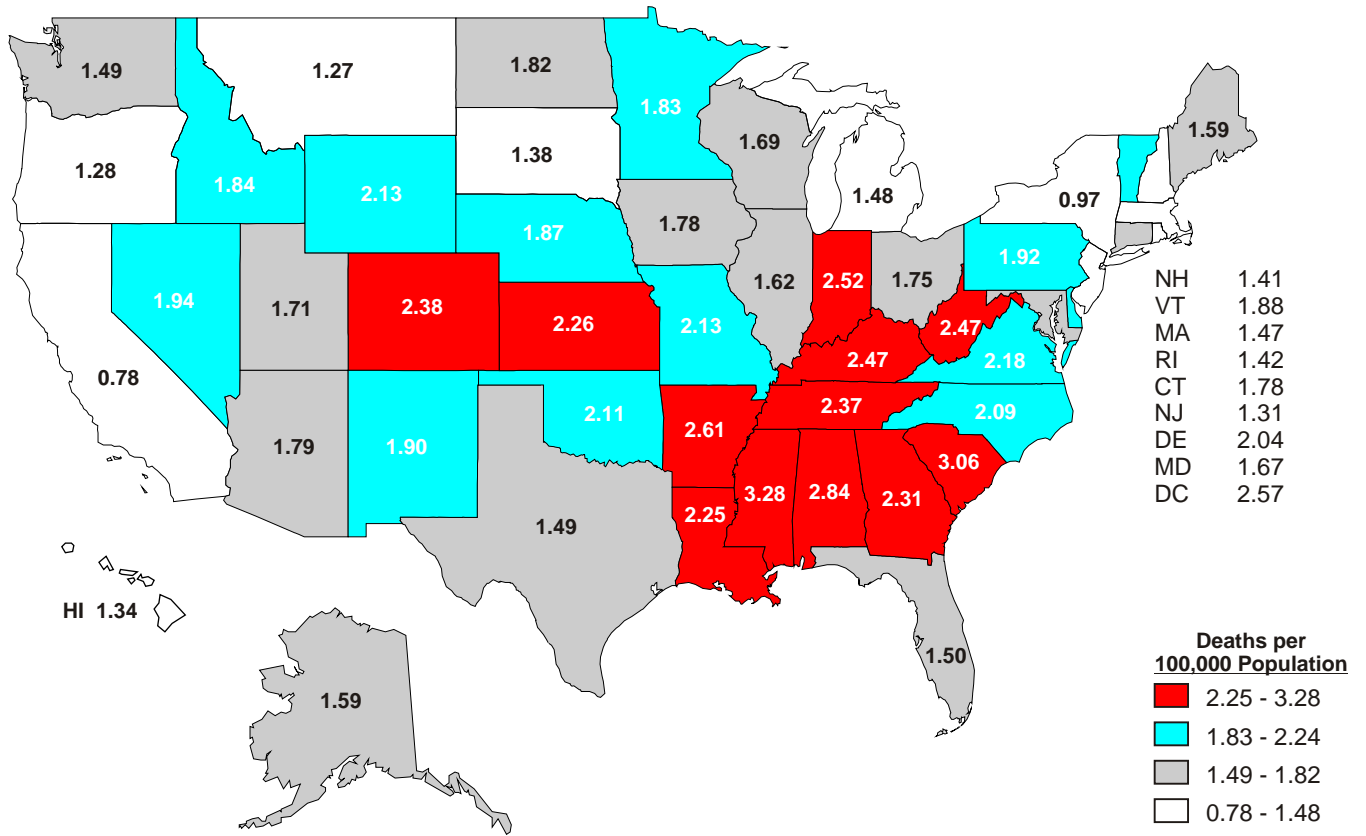 1.49
1.27
1.82
1.83
1.59
1.69
1.38
1.28
1.84
2.13
1.48
0.97
1.78
1.87
1.92
1.94
1.71
2.38
2.26
2.13
1.62
2.52
1.75
2.47
2.47
2.18
0.78
2.37
2.09
1.79
1.90
2.11
2.61
3.06
3.28
2.84
2.31
2.25
1.49
1.50
HI 1.34
1.59
NH 1.41
VT 1.88
MA 1.47
RI 1.42
CT 1.78
NJ 1.31
DE 2.04
MD 1.67
DC 2.57
Deaths per
100,000 Population
2.25 - 3.28
1.83 - 2.24
1.49 - 1.82
0.78 - 1.48